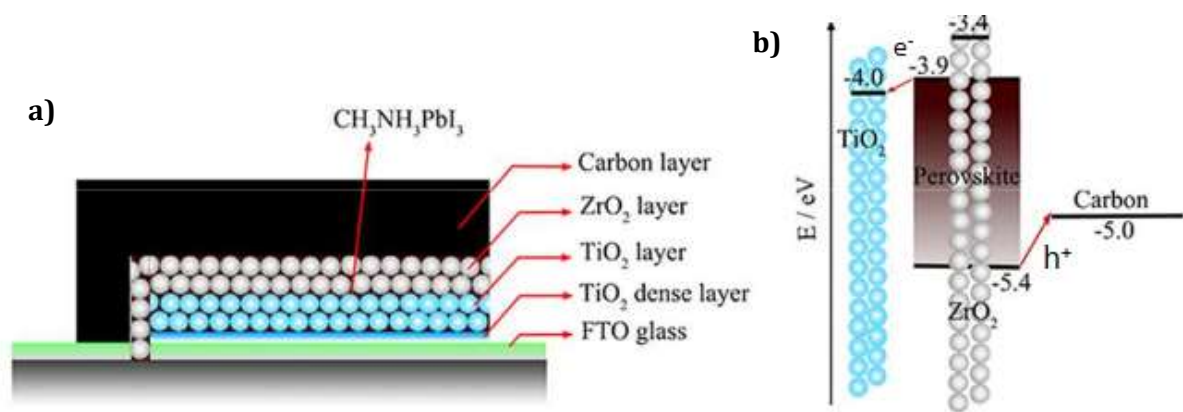 a)
CH₃NH₃PbI₃
Carbon layer
ZrO₂ layer
TiO₂ layer
TiO₂ dense layer
FTO glass
b)
E / eV
-4.0
TiO₂
e⁻
-3.9
-3.4
Perovskite
ZrO₂
-5.4
h⁺
Carbon
-5.0